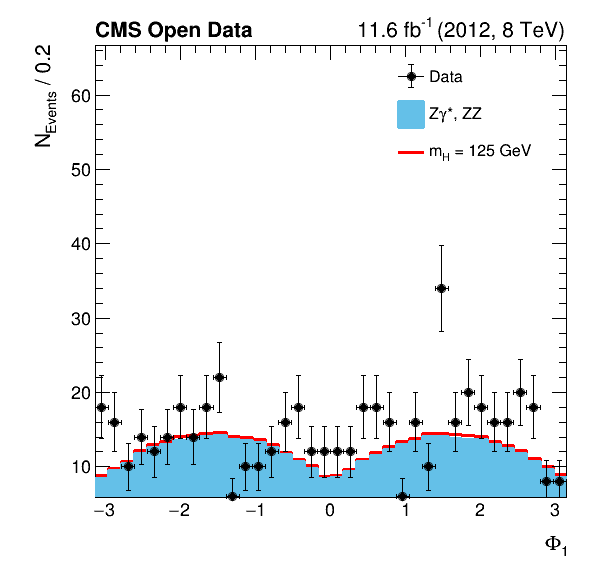 CMS Open Data 11.6 fb⁻¹ (2012, 8 TeV)
N_Events / 0.2
Data
Zγ*, ZZ
m_H = 125 GeV
60
50
40
30
20
10
−3 −2 −1 0 1 2 3
Φ₁